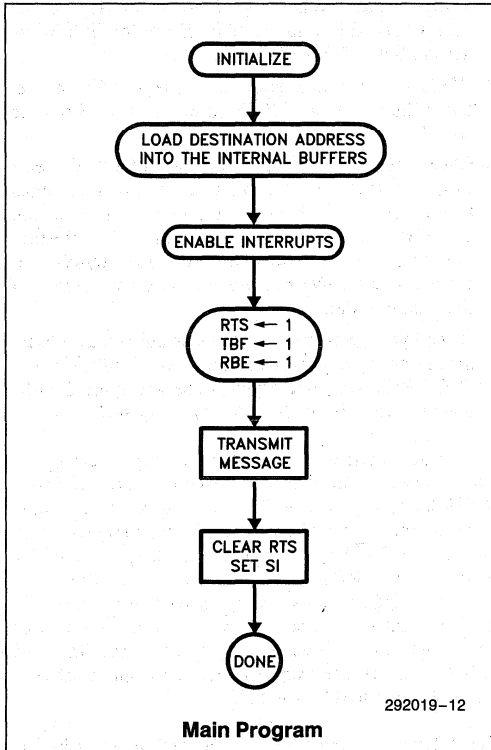 INITIALIZE
LOAD DESTINATION ADDRESS
INTO THE INTERNAL BUFFERS
ENABLE INTERRUPTS
RTS ← 1
TBF ← 1
RBE ← 1
TRANSMIT
MESSAGE
CLEAR RTS
SET SI
DONE
292019-12
Main Program